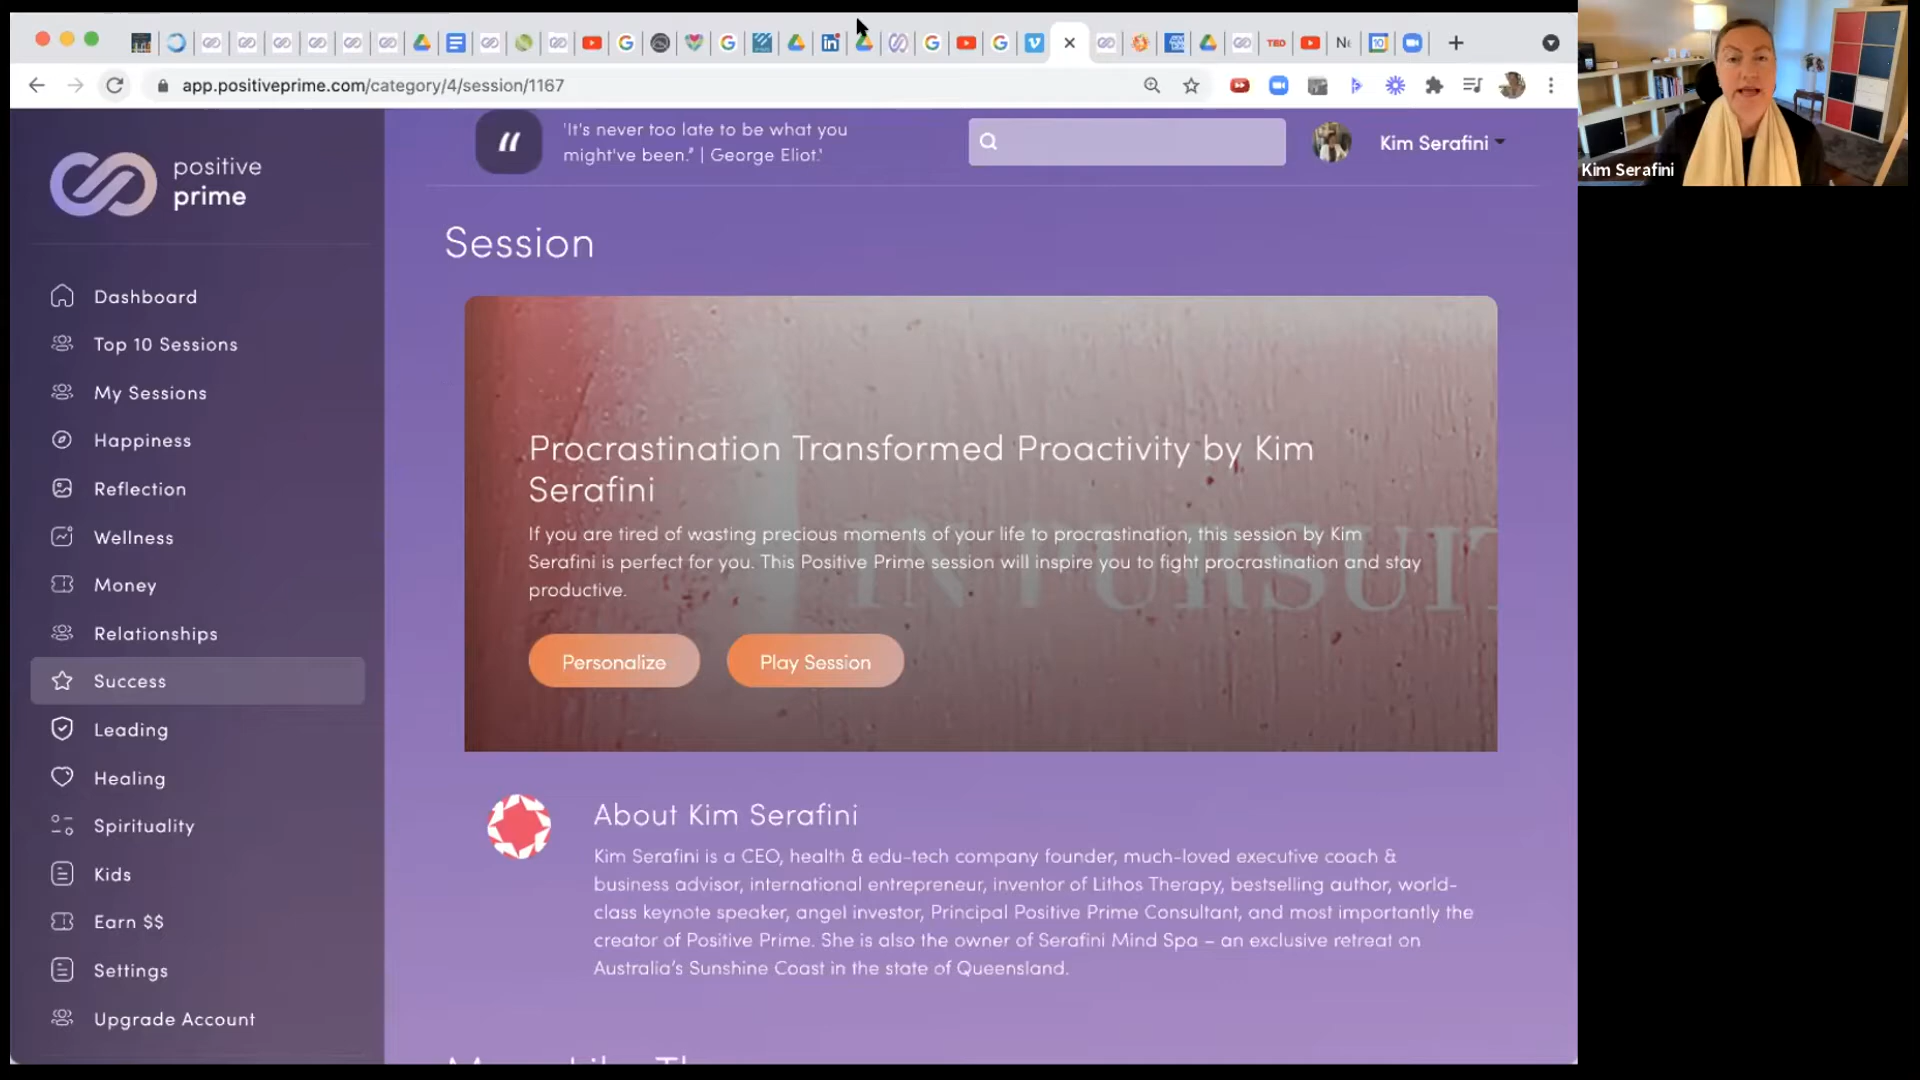 app.positiveprime.com/category/4/session/1167
positive
prime
'It's never too late to be what you
might've been.” | George Eliot.'
Kim Serafini
Kim Serafini
Session
Dashboard
Top 10 Sessions
My Sessions
Happiness
Reflection
Wellness
Money
Relationships
Success
Leading
Healing
Spirituality
Kids
Earn $$
Settings
Upgrade Account
Procrastination Transformed Proactivity by Kim
Serafini
If you are tired of wasting precious moments of your life to procrastination, this session by Kim
Serafini is perfect for you. This Positive Prime session will inspire you to fight procrastination and stay
productive.
IN PURSUIT
Personalize
Play Session
About Kim Serafini
Kim Serafini is a CEO, health & edu-tech company founder, much-loved executive coach &
business advisor, international entrepreneur, inventor of Lithos Therapy, bestselling author, world-
class keynote speaker, angel investor, Principal Positive Prime Consultant, and most importantly the
creator of Positive Prime. She is also the owner of Serafini Mind Spa – an exclusive retreat on
Australia's Sunshine Coast in the state of Queensland.